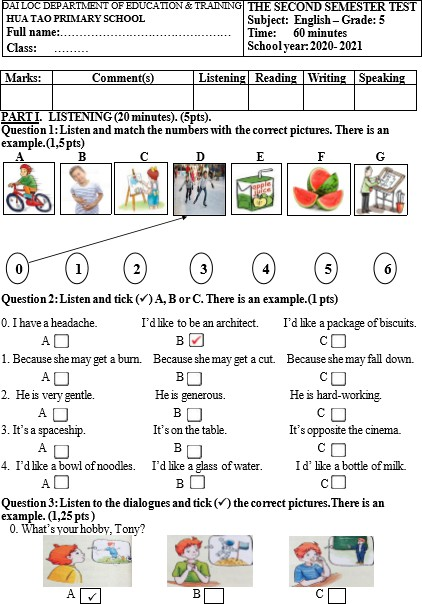 DAI LOC DEPARTMENT OF EDUCATION & TRAINING
HUA TAO PRIMARY SCHOOL
Full name:…………………………………
Class: ………
THE SECOND SEMESTER TEST
Subject: English – Grade: 5
Time: 60 minutes
School year: 2020- 2021
Marks: Comment(s) Listening Reading Writing Speaking
PART I. LISTENING (20 minutes). (5pts).
Question 1: Listen and match the numbers with the correct pictures. There is an
example.(1,5 pts)
A B C D E F G
apple juice
0 1 2 3 4 5 6
Question 2: Listen and tick (✓) A, B or C. There is an example.(1 pts)
0. I have a headache. I'd like to be an architect. I'd like a package of biscuits.
A B ✓ C
1. Because she may get a burn. Because she may get a cut. Because she may fall down.
A B C
2. He is very gentle. He is generous. He is hard-working.
A B C
3. It's a spaceship. It's on the table. It's opposite the cinema.
A B C
4. I'd like a bowl of noodles. I'd like a glass of water. I d' like a bottle of milk.
A B C
Question 3: Listen to the dialogues and tick (✓) the correct pictures.There is an
example. (1,25 pts )
0. What's your hobby, Tony?
A ✓ B C